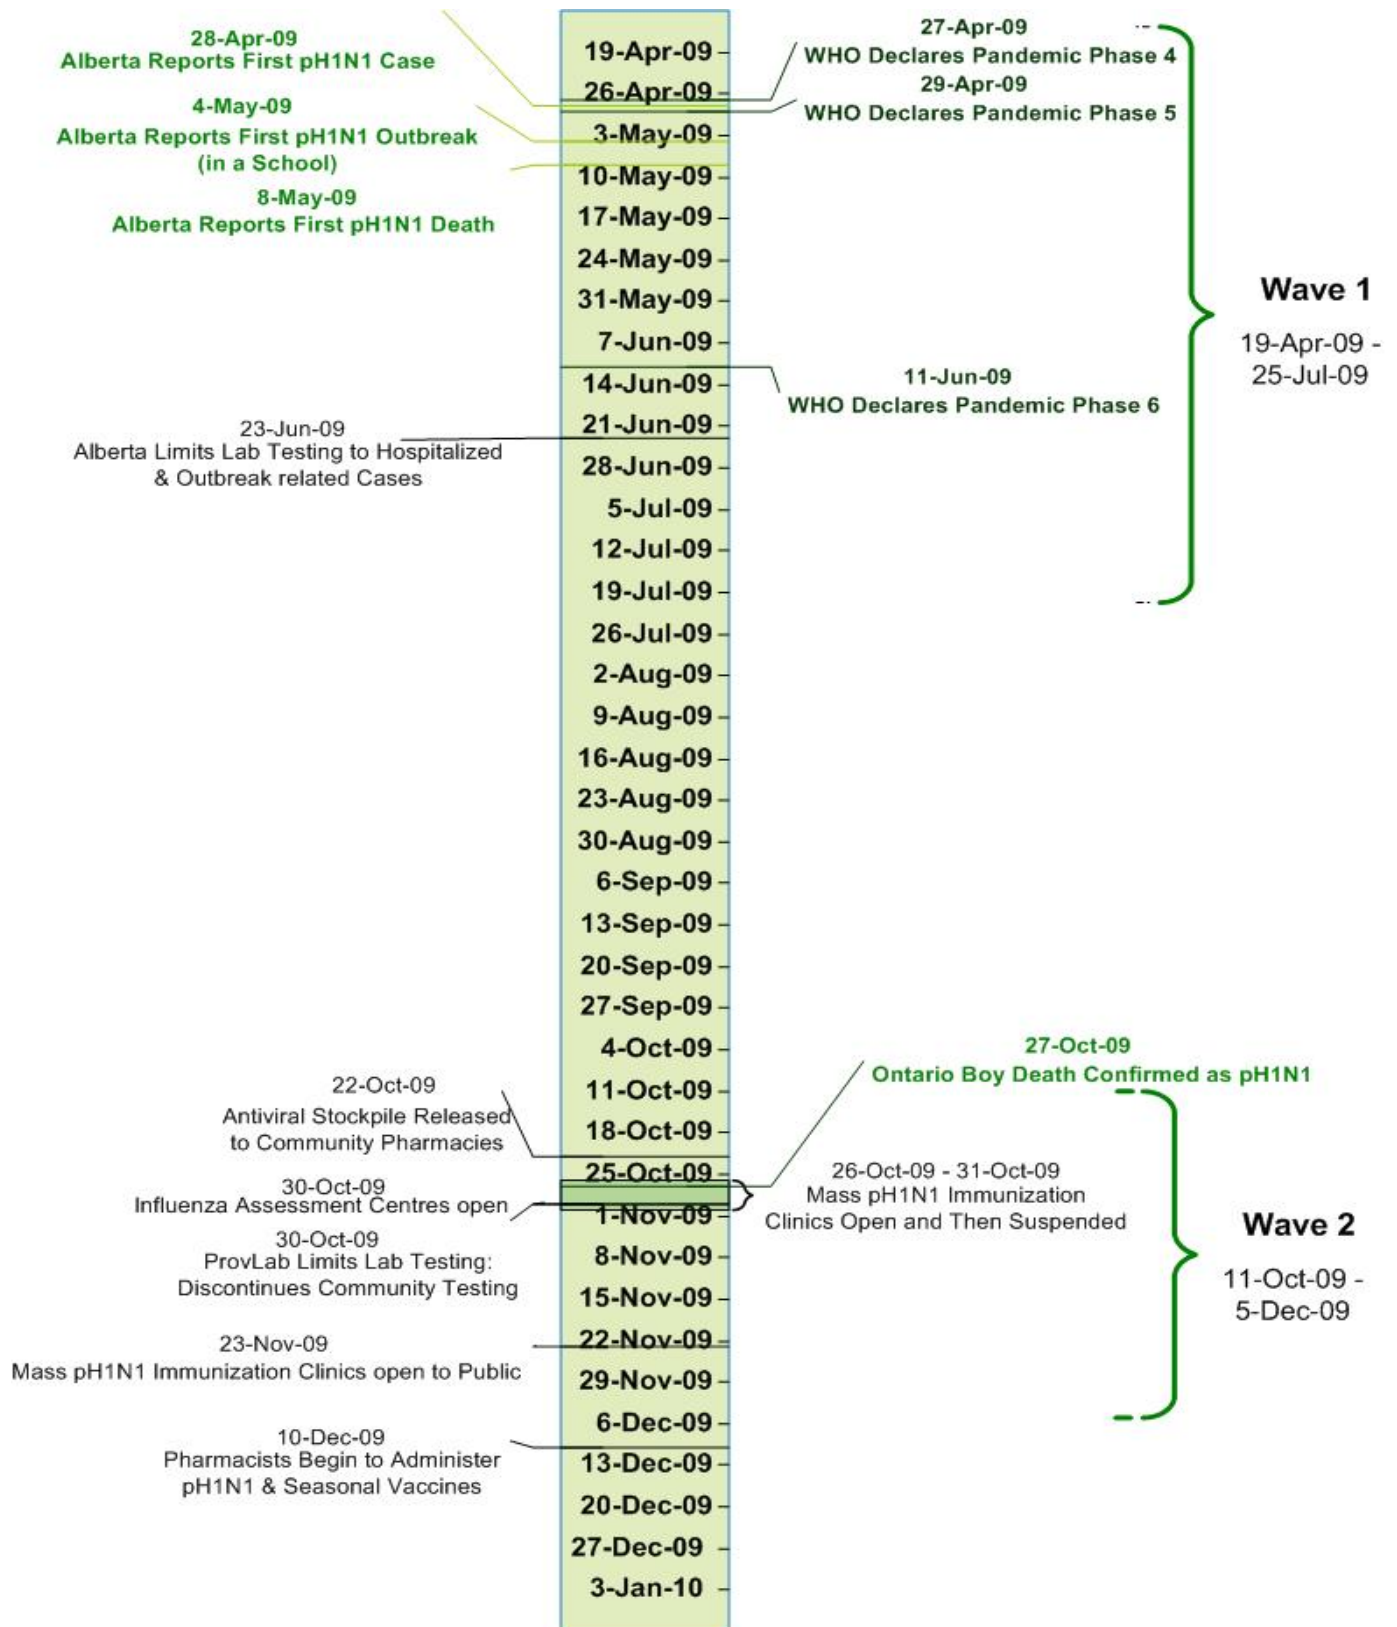 28-Apr-09
Alberta Reports First pH1N1 Case
4-May-09
Alberta Reports First pH1N1 Outbreak
(in a School)
8-May-09
Alberta Reports First pH1N1 Death
23-Jun-09
Alberta Limits Lab Testing to Hospitalized
& Outbreak related Cases
22-Oct-09
Antiviral Stockpile Released
to Community Pharmacies
30-Oct-09
Influenza Assessment Centres open
30-Oct-09
ProvLab Limits Lab Testing:
Discontinues Community Testing
23-Nov-09
Mass pH1N1 Immunization Clinics open to Public
10-Dec-09
Pharmacists Begin to Administer
pH1N1 & Seasonal Vaccines
19-Apr-09
26-Apr-09
3-May-09
10-May-09
17-May-09
24-May-09
31-May-09
7-Jun-09
14-Jun-09
21-Jun-09
28-Jun-09
5-Jul-09
12-Jul-09
19-Jul-09
26-Jul-09
2-Aug-09
9-Aug-09
16-Aug-09
23-Aug-09
30-Aug-09
6-Sep-09
13-Sep-09
20-Sep-09
27-Sep-09
4-Oct-09
11-Oct-09
18-Oct-09
25-Oct-09
1-Nov-09
8-Nov-09
15-Nov-09
22-Nov-09
29-Nov-09
6-Dec-09
13-Dec-09
20-Dec-09
27-Dec-09
3-Jan-10
27-Apr-09
WHO Declares Pandemic Phase 4
29-Apr-09
WHO Declares Pandemic Phase 5
11-Jun-09
WHO Declares Pandemic Phase 6
27-Oct-09
Ontario Boy Death Confirmed as pH1N1
26-Oct-09 - 31-Oct-09
Mass pH1N1 Immunization
Clinics Open and Then Suspended
Wave 1
19-Apr-09 -
25-Jul-09
Wave 2
11-Oct-09 -
5-Dec-09